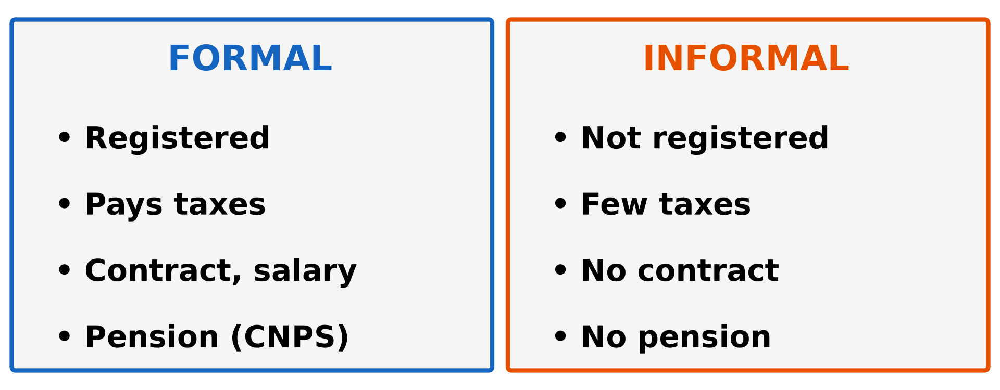 FORMAL
• Registered
• Pays taxes
• Contract, salary
• Pension (CNPS)
INFORMAL
• Not registered
• Few taxes
• No contract
• No pension